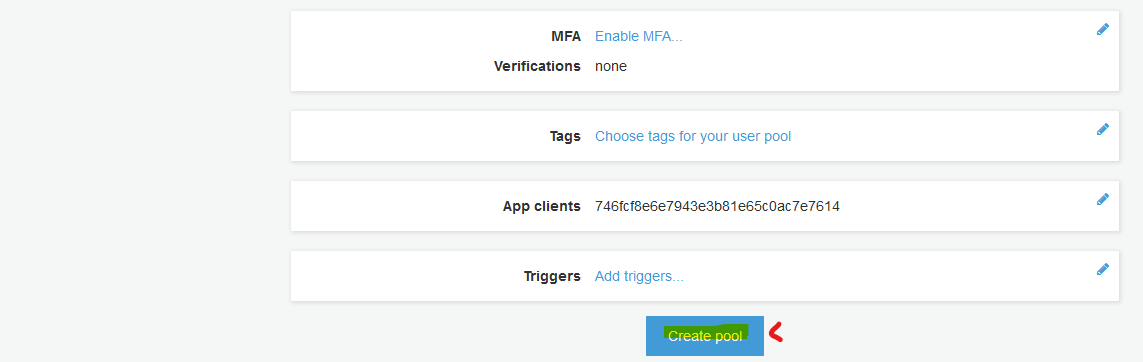 MFA Enable MFA...
Verifications none
Tags Choose tags for your user pool
App clients 746fcf8e6e7943e3b81e65c0ac7e7614
Triggers Add triggers...
Create pool